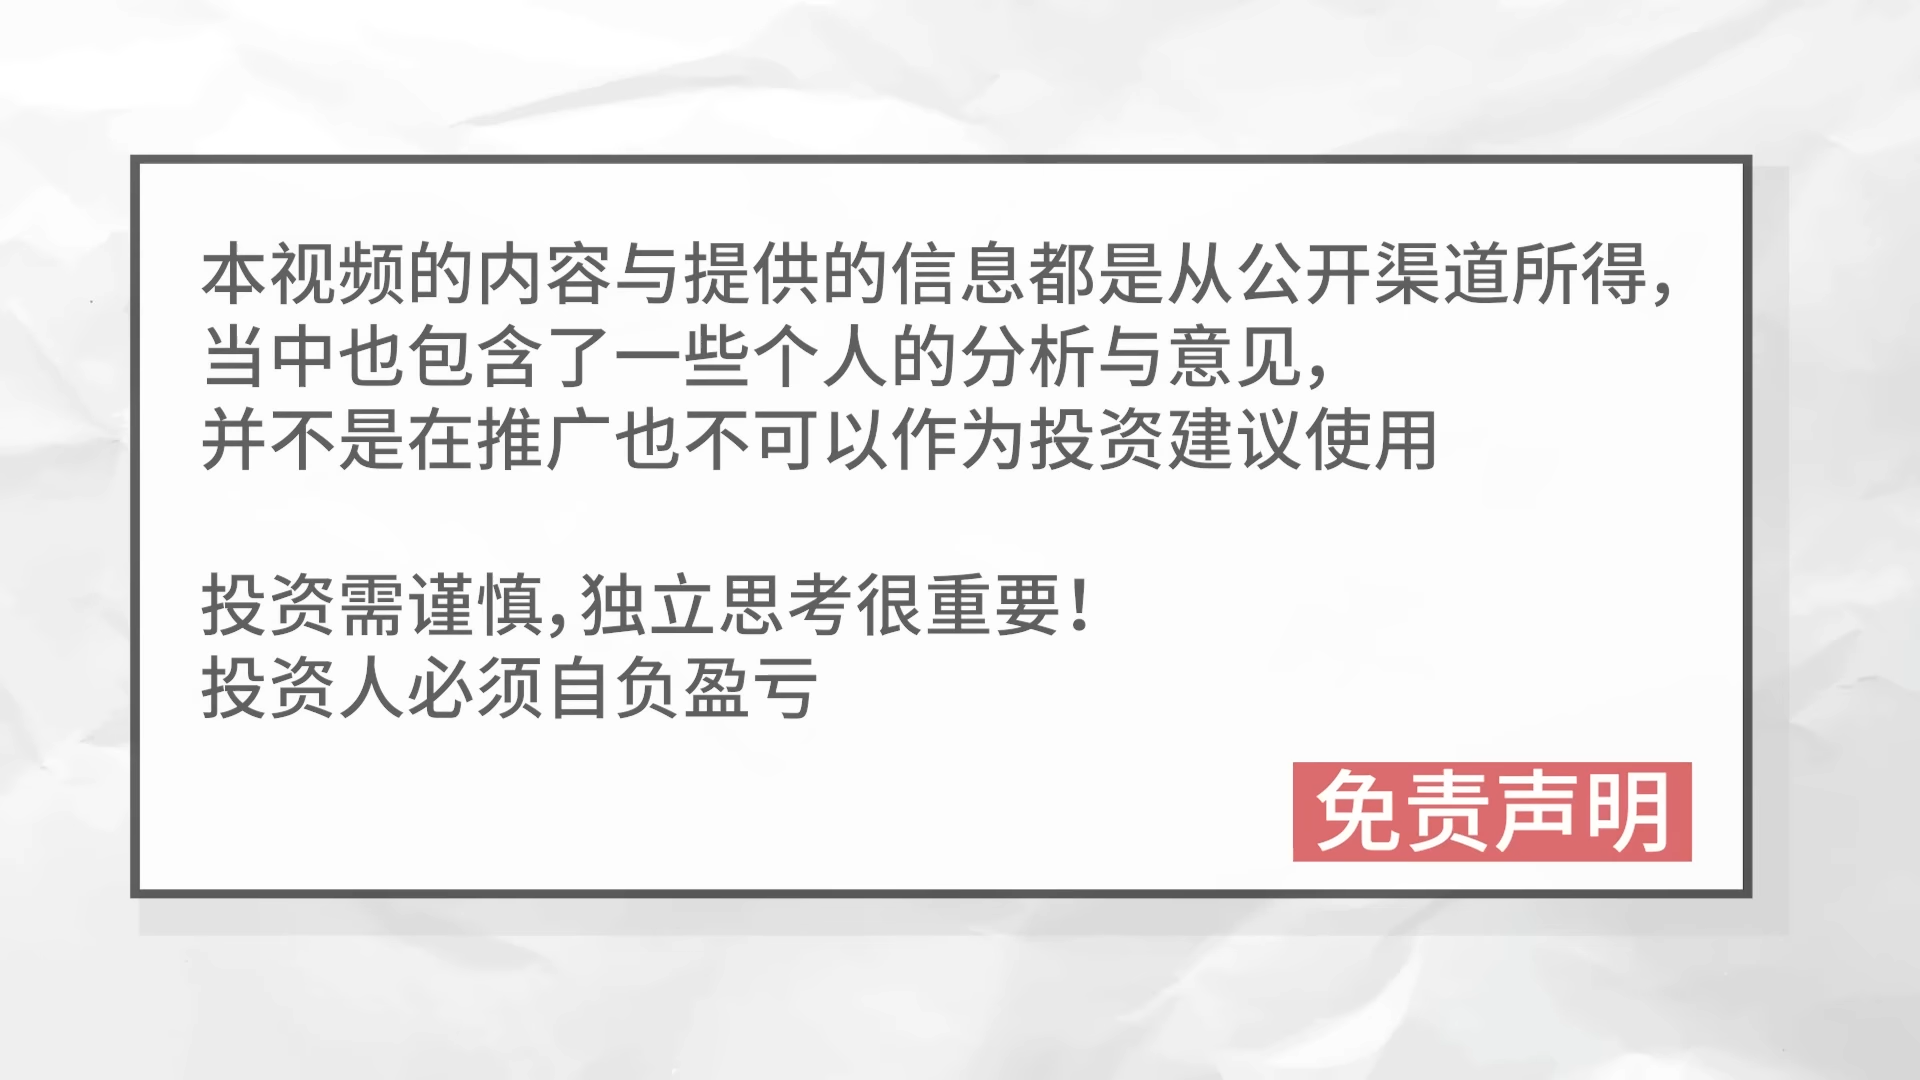 本视频的内容与提供的信息都是从公开渠道所得，
当中也包含了一些个人的分析与意见，
并不是在推广也不可以作为投资建议使用
投资需谨慎，独立思考很重要！
投资人必须自负盈亏
免责声明